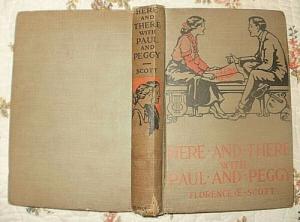 HERE
AND
THERE
WITH
PAUL
AND
PEGGY
SCOTT
HERE·AND·THERE
WITH
PAUL·AND·PEGGY
FLORENCE·E·SCOTT